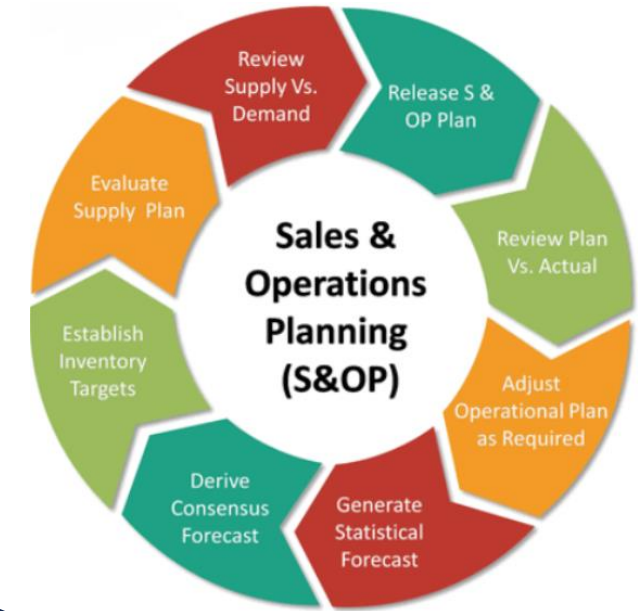 Sales &
Operations
Planning
(S&OP)
Review
Supply Vs.
Demand
Release S &
OP Plan
Review Plan
Vs. Actual
Adjust
Operational Plan
as Required
Generate
Statistical
Forecast
Derive
Consensus
Forecast
Establish
Inventory
Targets
Evaluate
Supply Plan